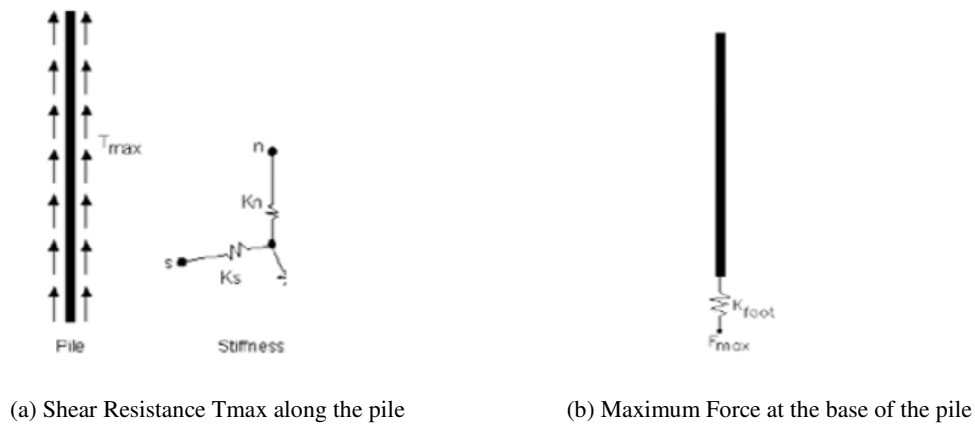 Tmax
n
Kn
s
Ks
Pile
Stiffness
Kfoot
Fmax
(a) Shear Resistance Tmax along the pile
(b) Maximum Force at the base of the pile